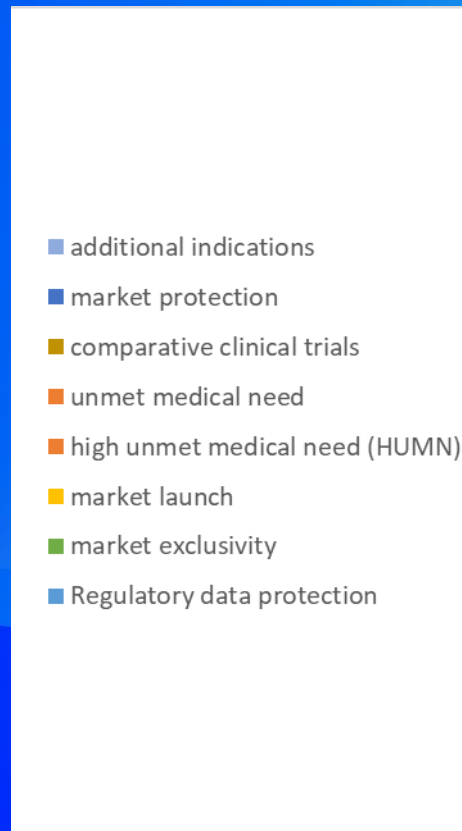 additional indications
market protection
comparative clinical trials
unmet medical need
high unmet medical need (HUMN)
market launch
market exclusivity
Regulatory data protection